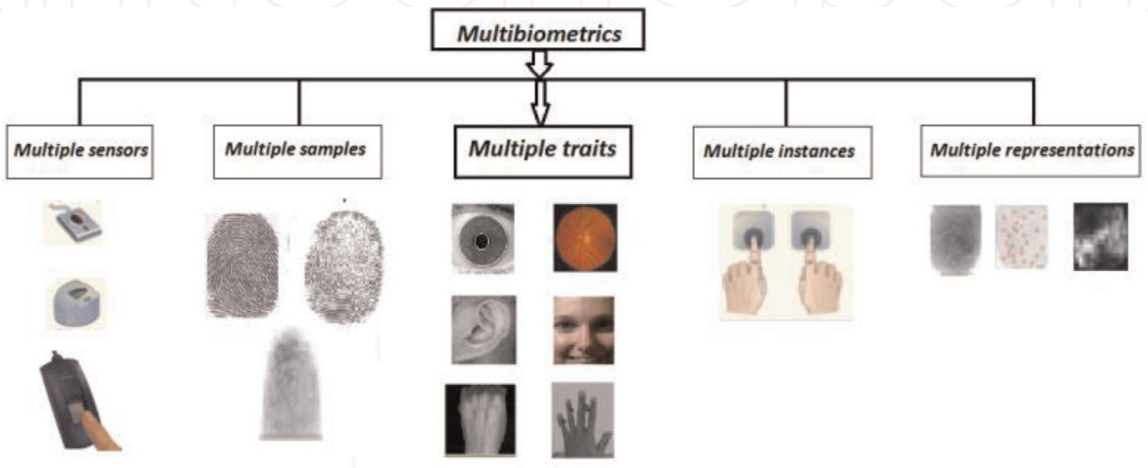 Multibiometrics
Multiple sensors
Multiple samples
Multiple traits
Multiple instances
Multiple representations